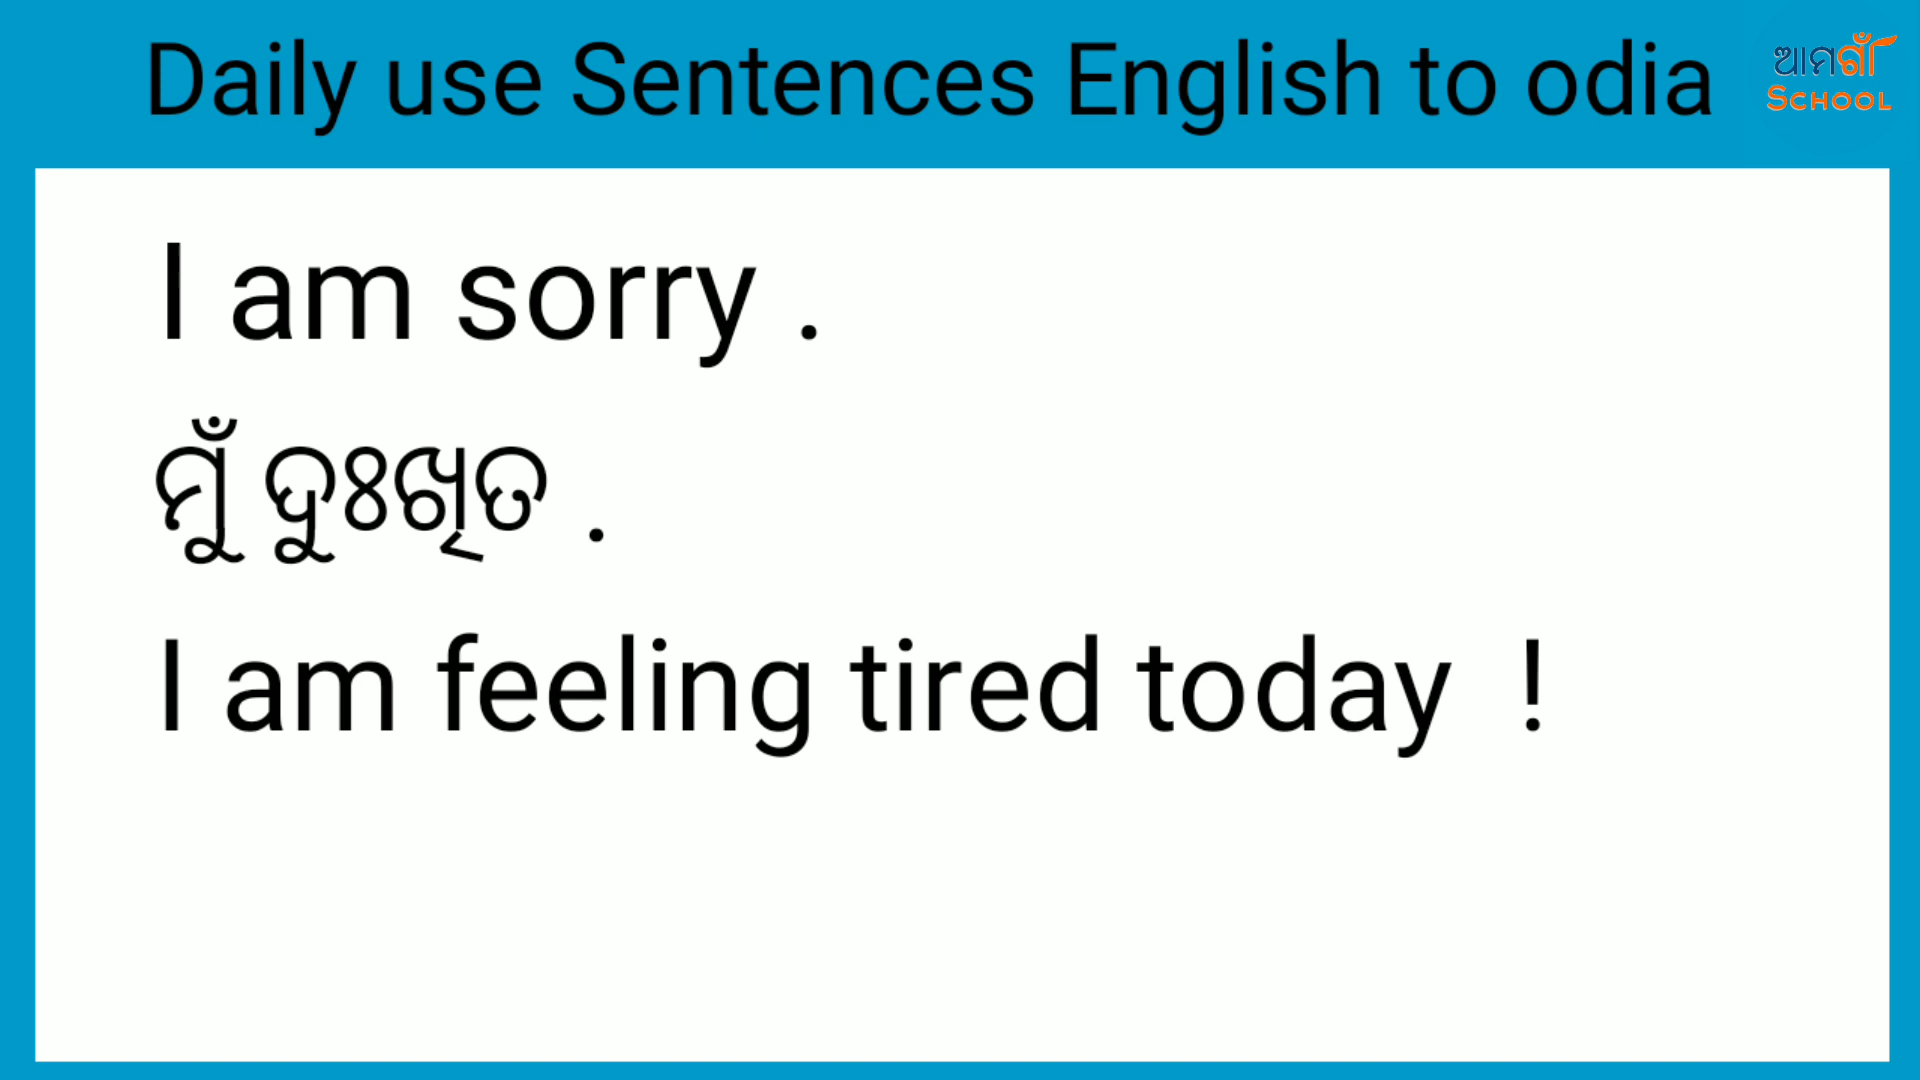 Daily use Sentences English to odia
ଆମଗାଁ
SCHOOL
I am sorry .
ମୁଁ ଦୁଃଖିତ .
I am feeling tired today !